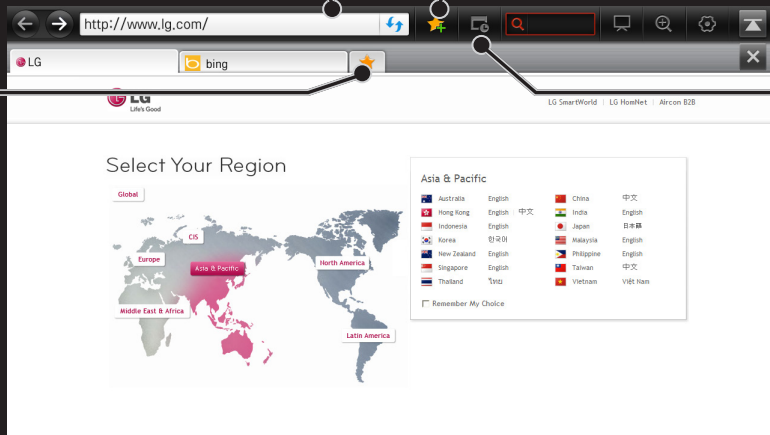 http://www.lg.com/
LG
bing
LG
Life's Good
LG SmartWorld | LG HomNet | Aircon B2B
Select Your Region
Global
CIS
Europe
Asia & Pacific
North America
Middle East & Africa
Latin America
Asia & Pacific
Australia English China 中文
Hong Kong English 中文 India English
Indonesia English Japan 日本語
Korea 한국어 Malaysia English
New Zealand English Philippine English
Singapore English Taiwan 中文
Thailand ไทย Vietnam Việt Nam
Remember My Choice